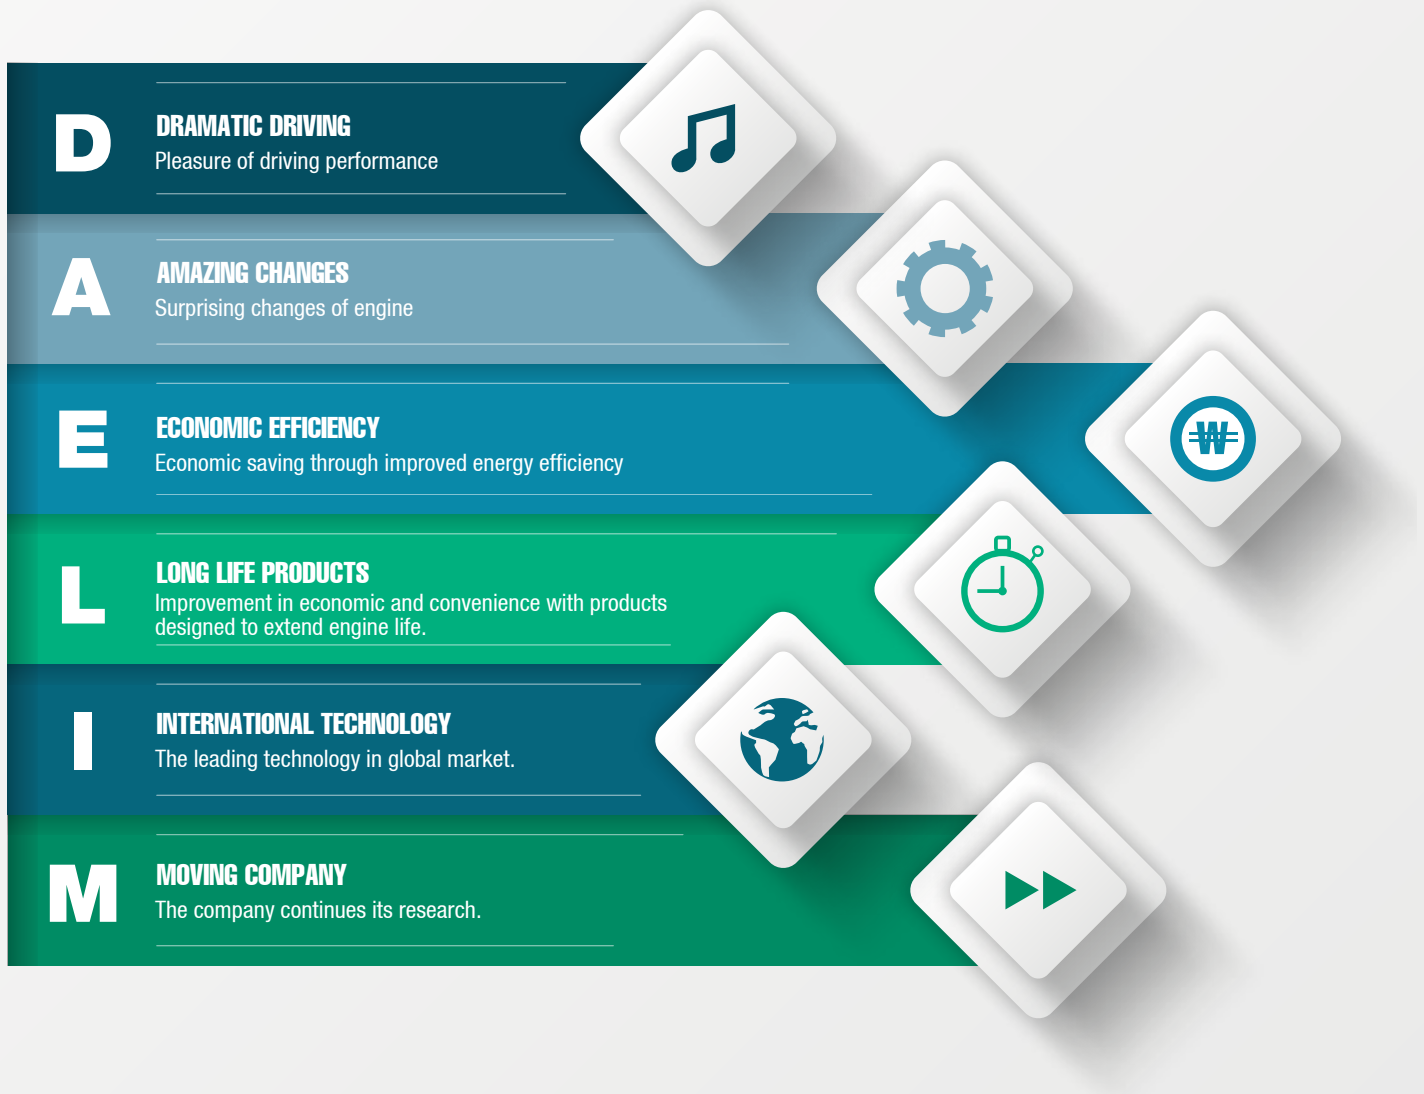 D
DRAMATIC DRIVING
Pleasure of driving performance
A
AMAZING CHANGES
Surprising changes of engine
E
ECONOMIC EFFICIENCY
Economic saving through improved energy efficiency
₩
L
LONG LIFE PRODUCTS
Improvement in economic and convenience with products
designed to extend engine life.
I
INTERNATIONAL TECHNOLOGY
The leading technology in global market.
M
MOVING COMPANY
The company continues its research.